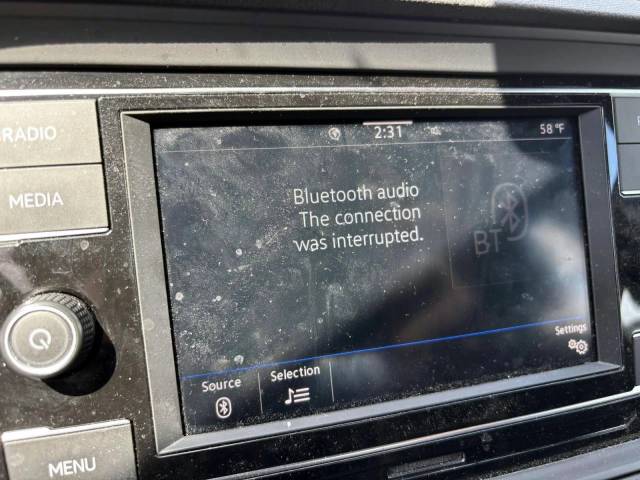 RADIO
MEDIA
2:31
58 °F
Bluetooth audio
The connection
was interrupted.
BT
Settings
Source
Selection
MENU